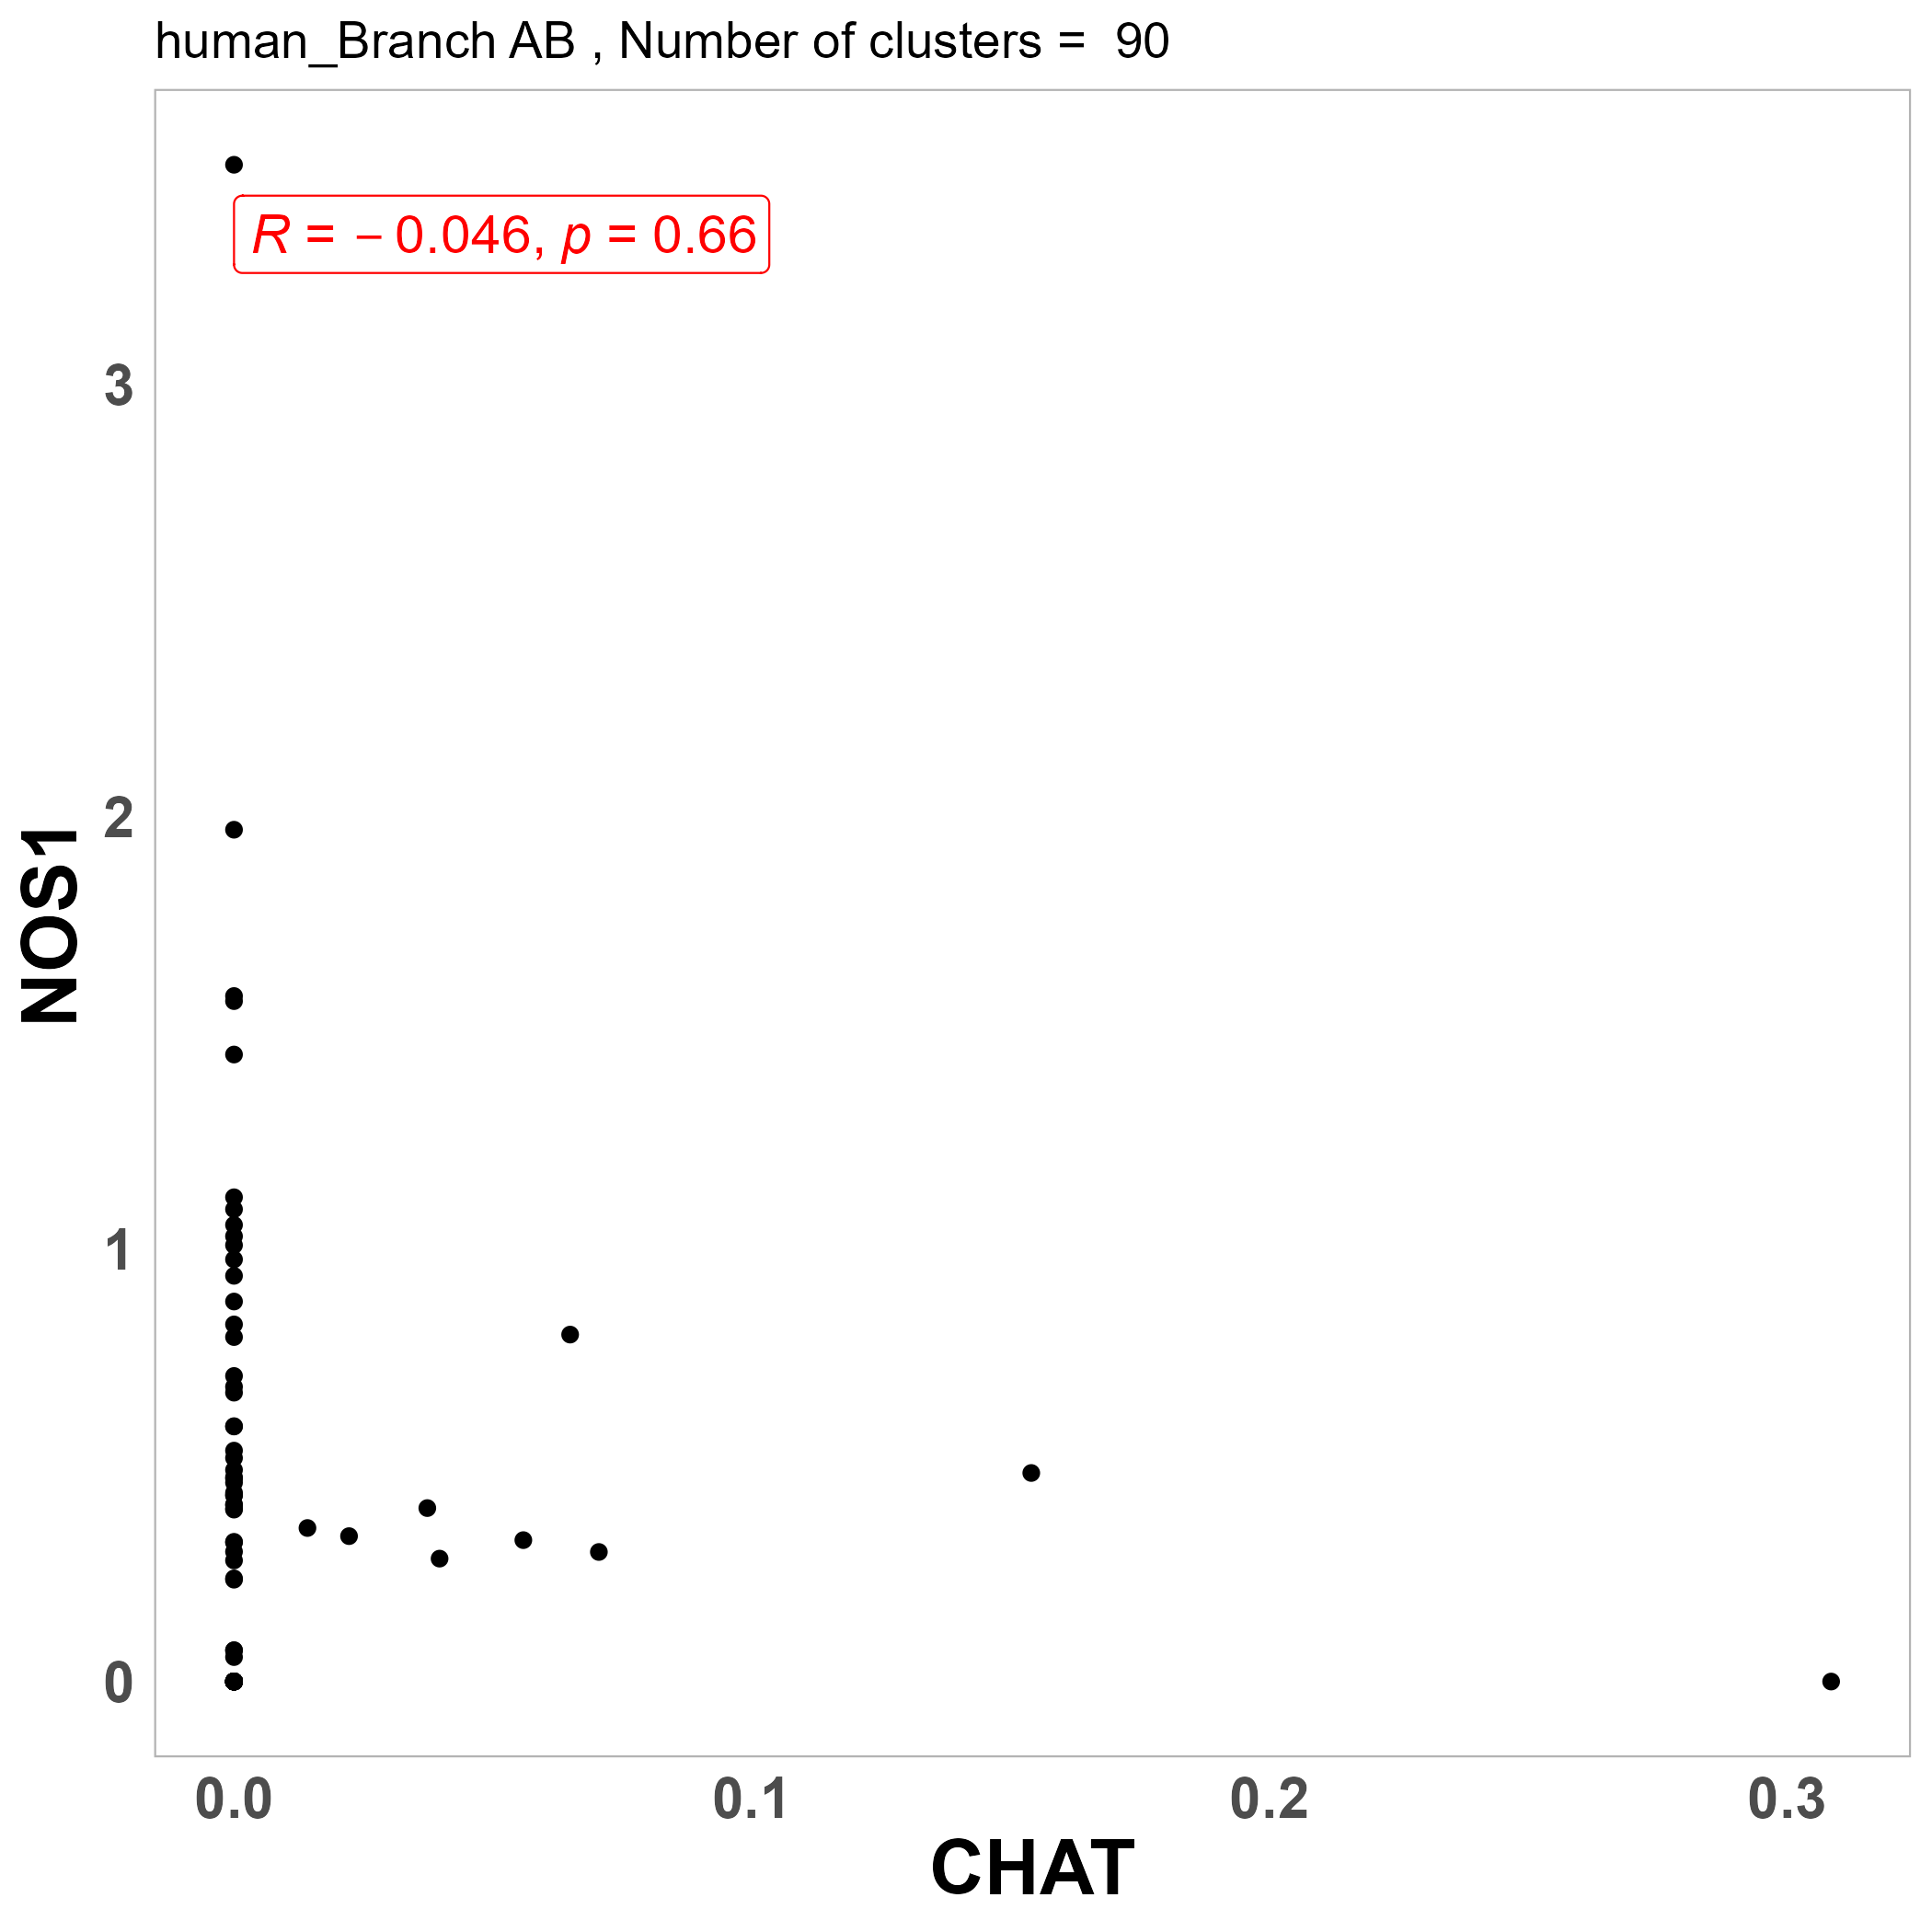 human_Branch AB , Number of clusters =  90
R = − 0.046, p = 0.66
3
2
1
0
NOS1
0.0 0.1 0.2 0.3
CHAT